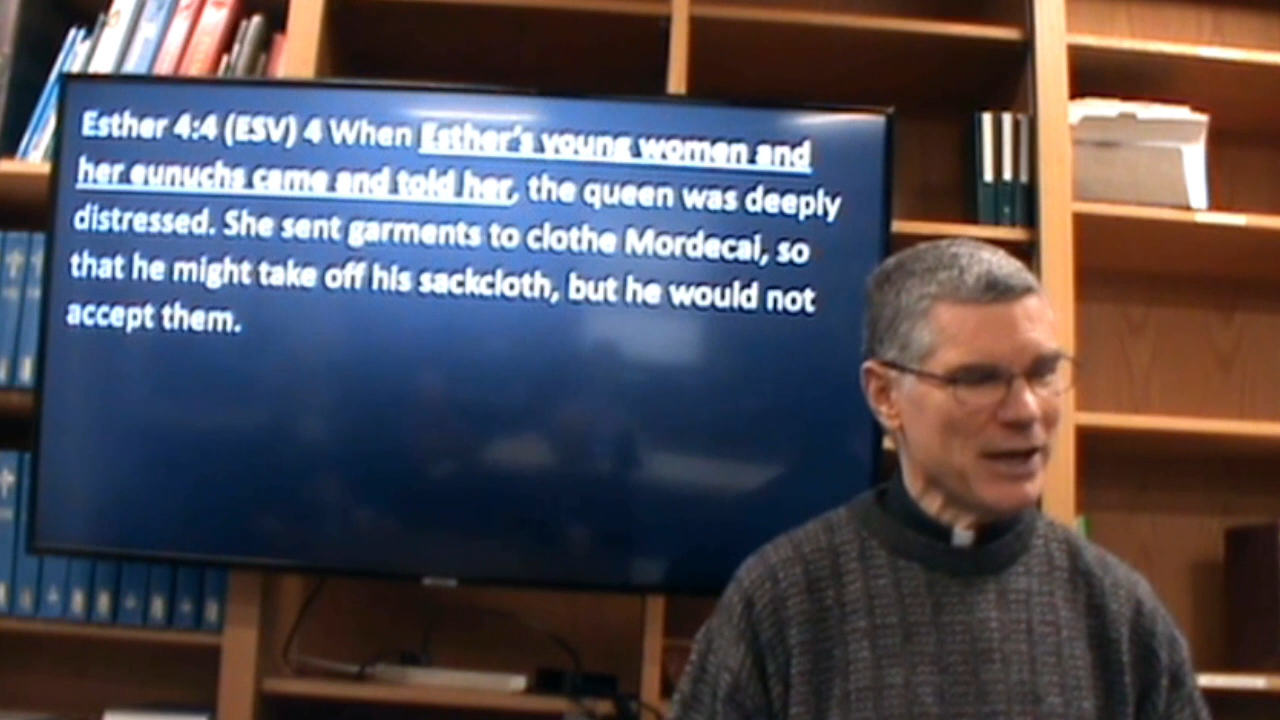 Esther 4:4 (ESV) 4 When Esther's young women and
her eunuchs came and told her, the queen was deeply
distressed. She sent garments to clothe Mordecai, so
that he might take off his sackcloth, but he would not
accept them.